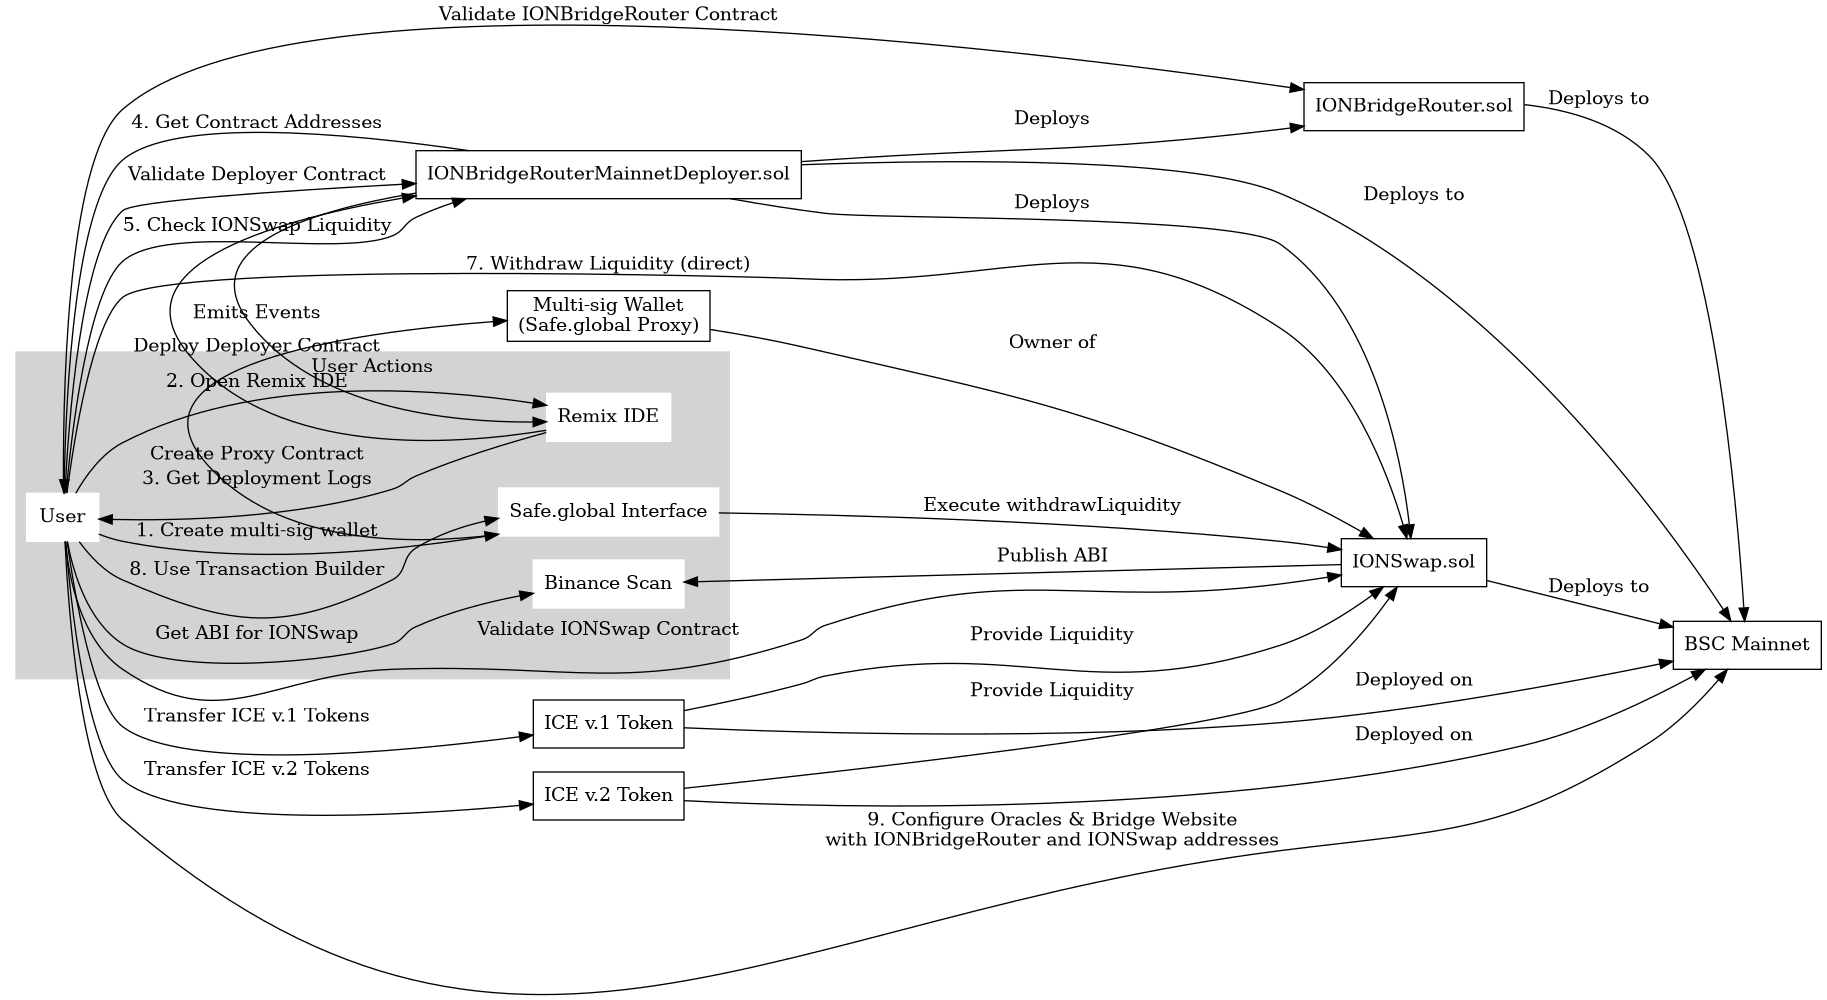 Validate IONBridgeRouter Contract
Deploys to
IONBridgeRouter.sol
4. Get Contract Addresses
Deploys
Validate Deployer Contract
IONBridgeRouterMainnetDeployer.sol
Deploys to
Deploys
5. Check IONSwap Liquidity
7. Withdraw Liquidity (direct)
Multi-sig Wallet
(Safe.global Proxy)
Emits Events
Owner of
Deploy Deployer Contract
User Actions
2. Open Remix IDE
Remix IDE
Create Proxy Contract
3. Get Deployment Logs
User
Safe.global Interface
Execute withdrawLiquidity
1. Create multi-sig wallet
Publish ABI
IONSwap.sol
8. Use Transaction Builder
Binance Scan
Deploys to
Get ABI for IONSwap
Validate IONSwap Contract
Provide Liquidity
BSC Mainnet
Deployed on
Provide Liquidity
Transfer ICE v.1 Tokens
ICE v.1 Token
Deployed on
Transfer ICE v.2 Tokens
ICE v.2 Token
9. Configure Oracles & Bridge Website
with IONBridgeRouter and IONSwap addresses